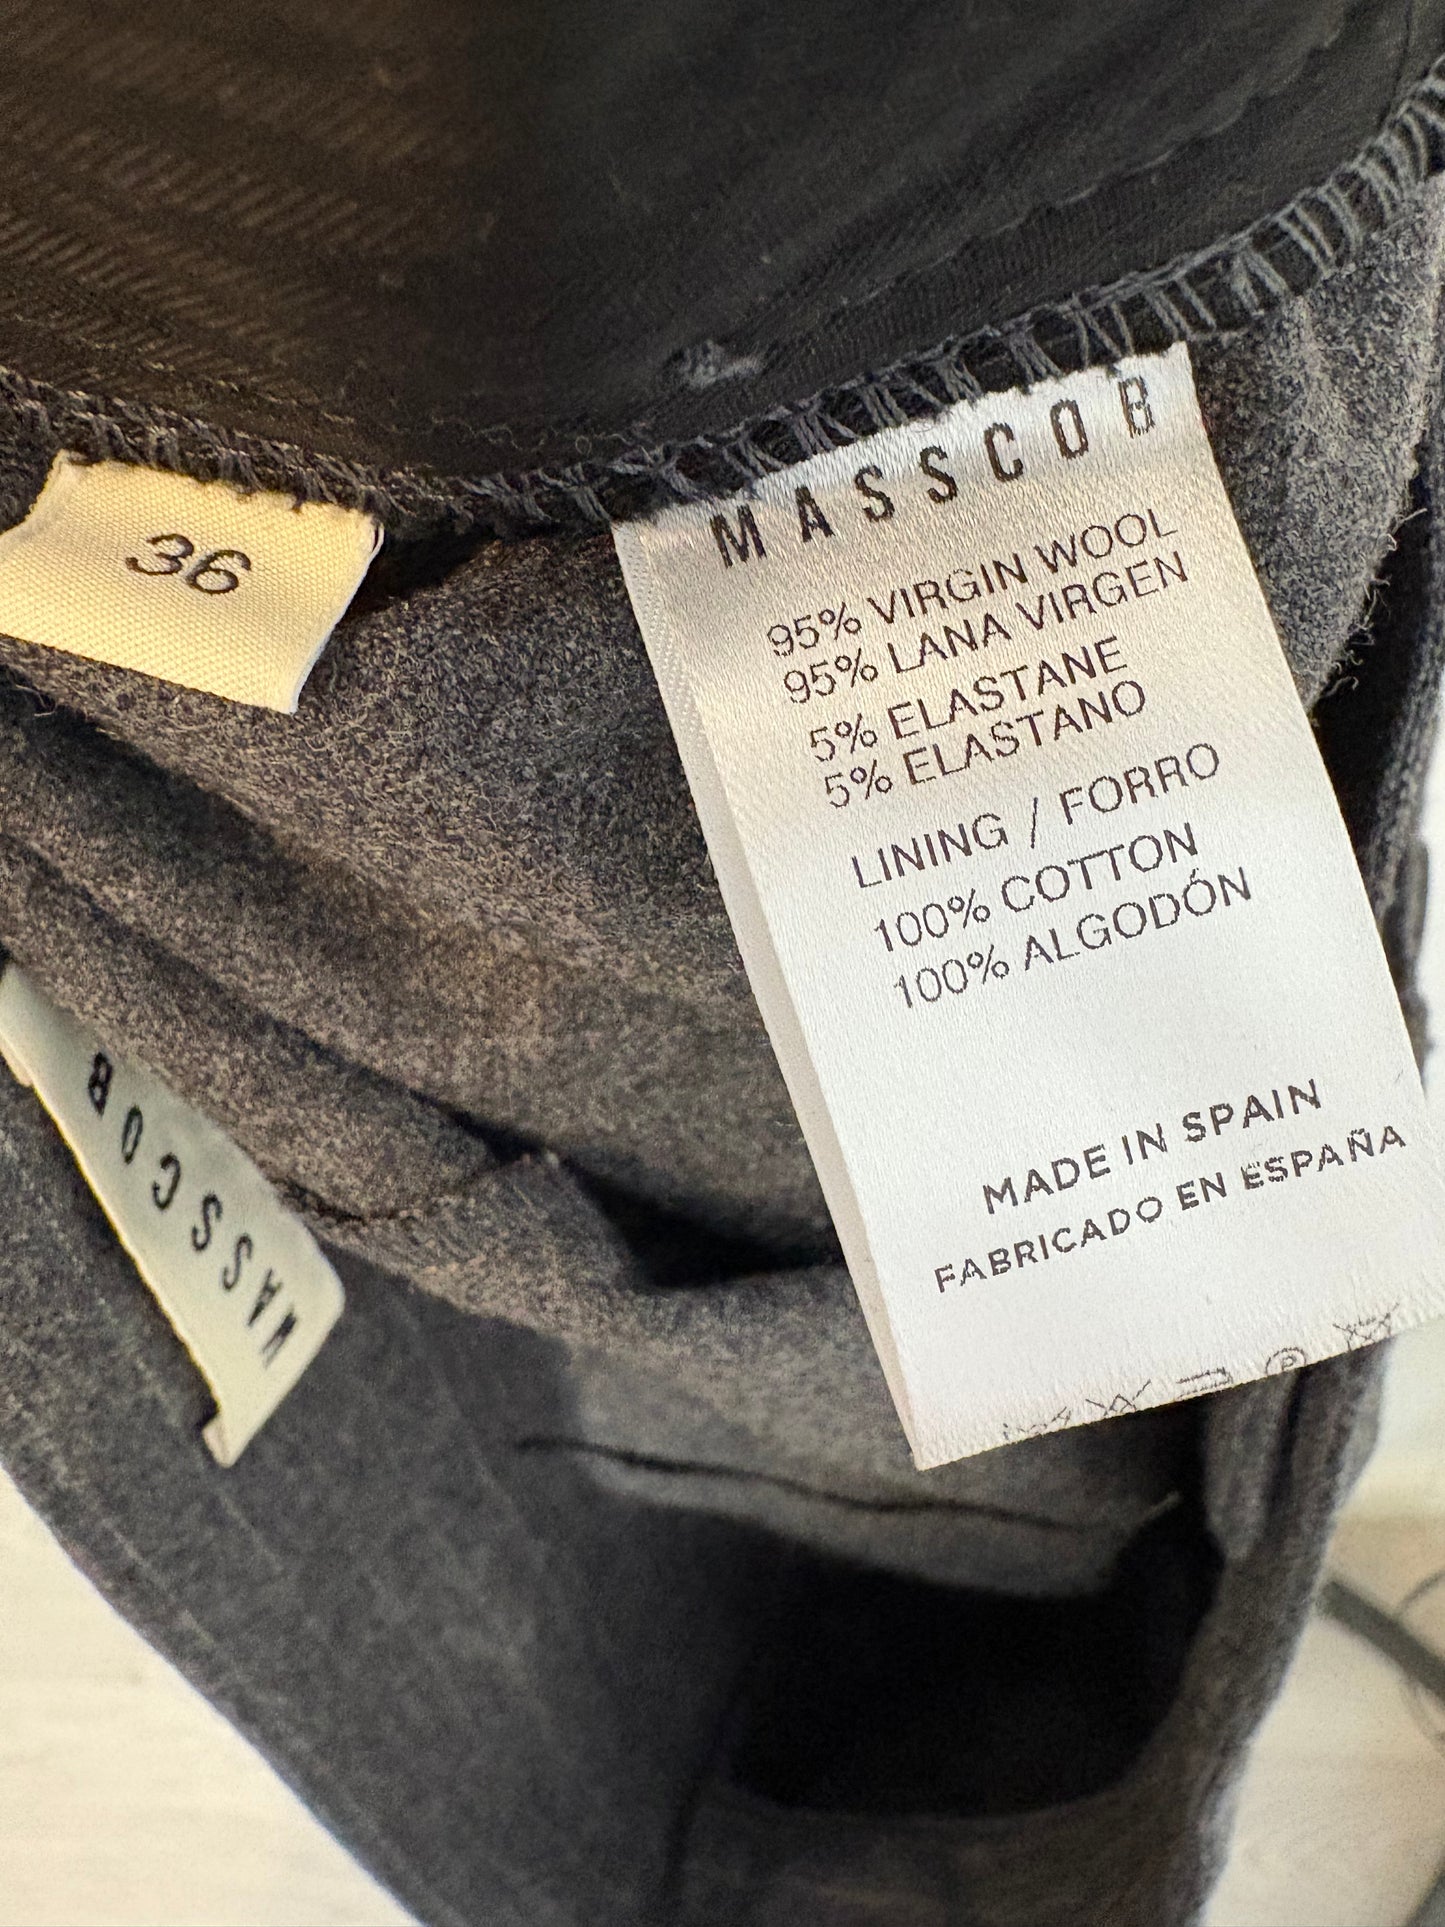 36
MASSCOB
95% VIRGIN WOOL
95% LANA VIRGEN
5% ELASTANE
5% ELASTANO
LINING / FORRO
100% COTTON
100% ALGODÓN
MADE IN SPAIN
FABRICADO EN ESPAÑA
MASSCOB